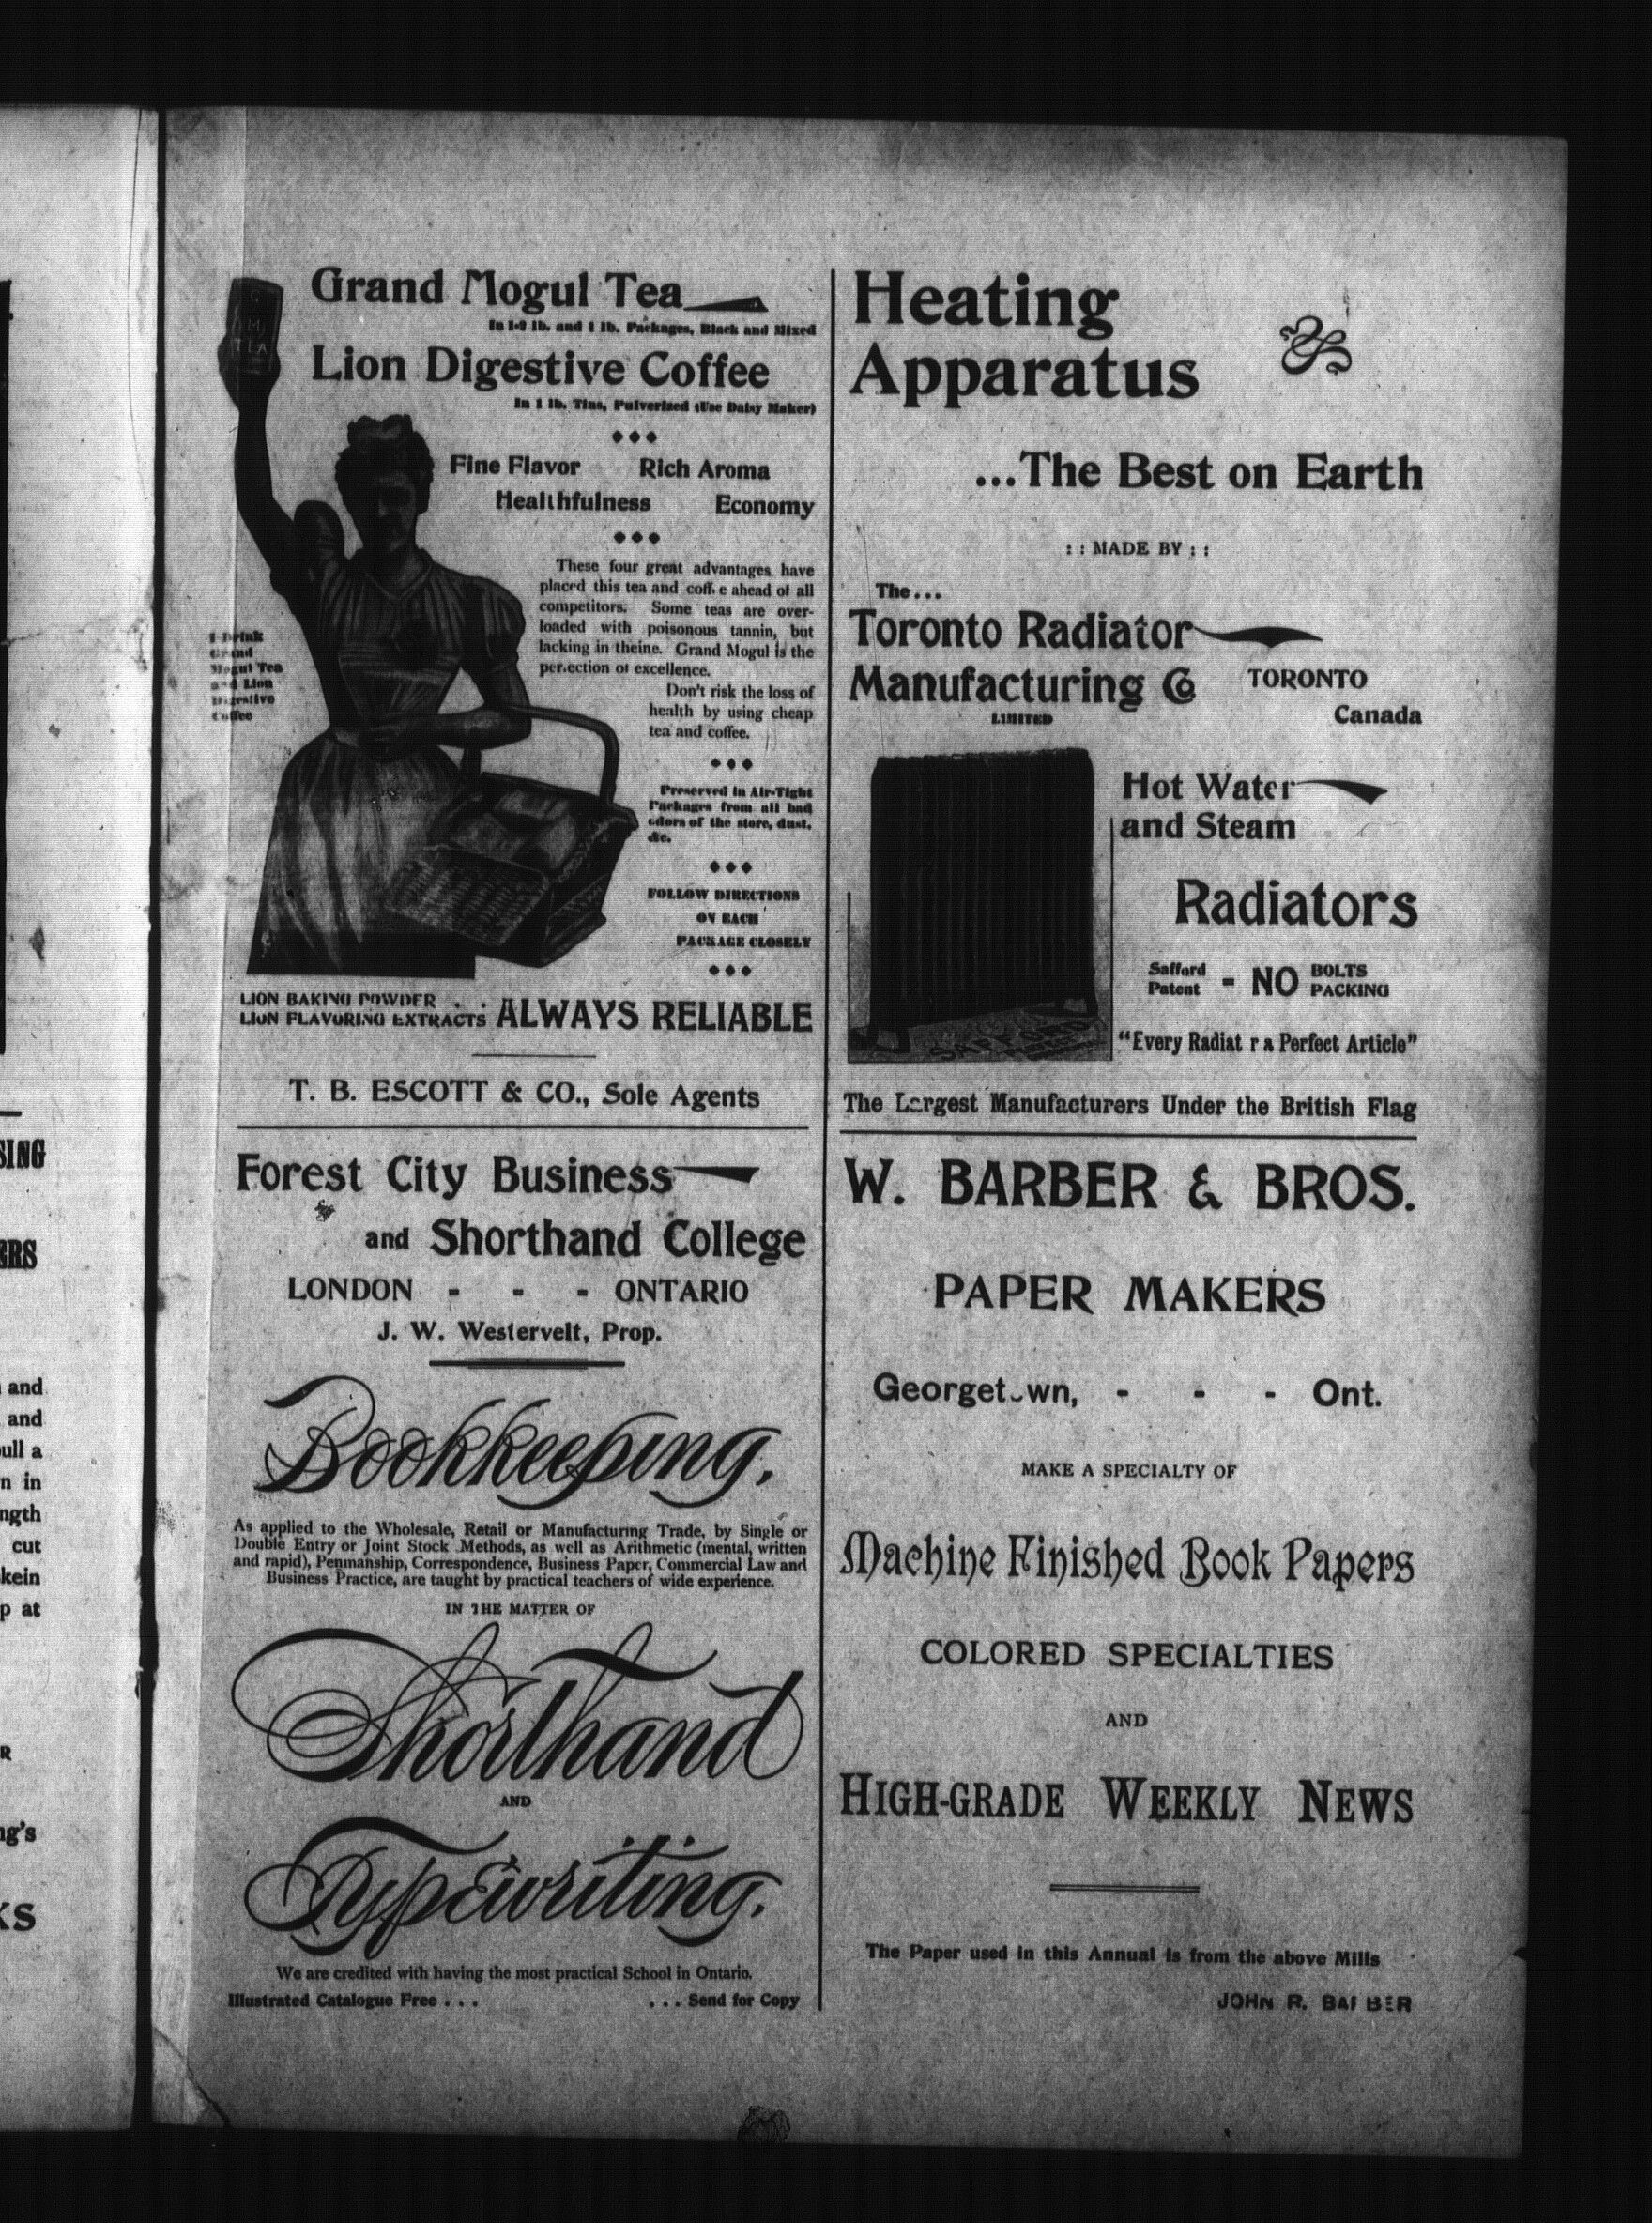 Grand Mogul Tea
In 1-2 lb. and 1 lb. Packages, Black and Mixed
Lion Digestive Coffee
In 1 lb. Tins, Pulverized (Use Daisy Maker)
Fine Flavor Rich Aroma
Healthfulness Economy
These four great advantages have
placed this tea and coffee ahead of all
competitors. Some teas are over-
loaded with poisonous tannin, but
lacking in theine. Grand Mogul is the
perfection of excellence.
Don't risk the loss of
health by using cheap
tea and coffee.
I Drink
Grand
Mogul Tea
and Lion
Digestive
Coffee
Preserved in Air-Tight
Packages from all bad
odors of the store, dust,
&c.
FOLLOW DIRECTIONS
ON EACH
PACKAGE CLOSELY
LION BAKING POWDER . .
LION FLAVORING EXTRACTS ALWAYS RELIABLE
T. B. ESCOTT & CO., Sole Agents
Forest City Business
and Shorthand College
LONDON - - - ONTARIO
J. W. Westervelt, Prop.
Bookkeeping.
As applied to the Wholesale, Retail or Manufacturing Trade, by Single or
Double Entry or Joint Stock Methods, as well as Arithmetic (mental, written
and rapid), Penmanship, Correspondence, Business Paper, Commercial Law and
Business Practice, are taught by practical teachers of wide experience.
IN THE MATTER OF
Shorthand
AND
Typewriting.
We are credited with having the most practical School in Ontario.
Illustrated Catalogue Free . . . . . . Send for Copy
Heating
Apparatus
...The Best on Earth
: : MADE BY : :
The...
Toronto Radiator
Manufacturing Co
LIMITED
TORONTO
Canada
Hot Water
and Steam
Radiators
Safford
Patent - NO BOLTS
PACKING
SAFFORD
"Every Radiat r a Perfect Article"
The Largest Manufacturers Under the British Flag
W. BARBER & BROS.
PAPER MAKERS
Georgetown, - - - Ont.
MAKE A SPECIALTY OF
Machine Finished Book Papers
COLORED SPECIALTIES
AND
HIGH-GRADE WEEKLY NEWS
The Paper used in this Annual is from the above Mills
JOHN R. BARBER